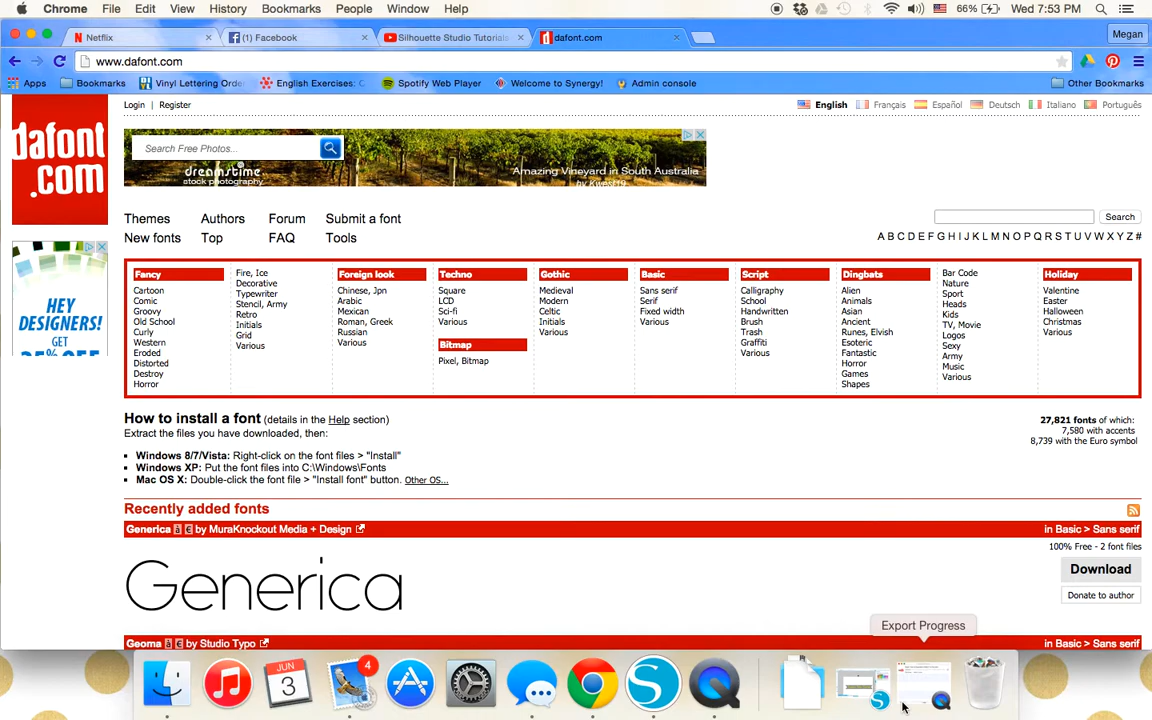 Chrome File Edit View History Bookmarks People Window Help 66% Wed 7:53 PM
Netflix (1) Facebook Silhouette Studio Tutorials dafont.com Megan
www.dafont.com
Apps Bookmarks Vinyl Lettering Orde English Exercises: C Spotify Web Player Welcome to Synergy! Admin console Other Bookmarks
Login | Register English Français Español Deutsch Italiano Português
dafont
.com
Search Free Photos...
dreamstime
stock photography
Amazing Vineyard in South Australia
Themes Authors Forum Submit a font
New fonts Top FAQ Tools
Search
A B C D E F G H I J K L M N O P Q R S T U V W X Y Z #
HEY
DESIGNERS!
Fancy
Cartoon
Comic
Groovy
Old School
Curly
Western
Eroded
Distorted
Destroy
Horror
Fire, Ice
Decorative
Typewriter
Stencil, Army
Retro
Initials
Grid
Various
Foreign look
Chinese, Jpn
Arabic
Mexican
Roman, Greek
Russian
Various
Techno
Square
LCD
Sci-fi
Various
Bitmap
Pixel, Bitmap
Gothic
Medieval
Modern
Celtic
Initials
Various
Basic
Sans serif
Serif
Fixed width
Various
Script
Calligraphy
School
Handwritten
Brush
Trash
Graffiti
Various
Dingbats
Alien
Animals
Asian
Ancient
Runes, Elvish
Esoteric
Fantastic
Horror
Games
Shapes
Bar Code
Nature
Sport
Heads
Kids
TV, Movie
Logos
Sexy
Army
Music
Various
Holiday
Valentine
Easter
Halloween
Christmas
Various
How to install a font (details in the Help section)
Extract the files you have downloaded, then:
Windows 8/7/Vista: Right-click on the font files > "Install"
Windows XP: Put the font files into C:\Windows\Fonts
Mac OS X: Double-click the font file > "Install font" button. Other OS...
27,821 fonts of which:
7,580 with accents
8,739 with the Euro symbol
Recently added fonts
Generica à € by MuraKnockout Media + Design in Basic > Sans serif
100% Free - 2 font files
Generica
Download
Donate to author
Export Progress
Geoma à € by Studio Typo in Basic > Sans serif
JUN
3
4